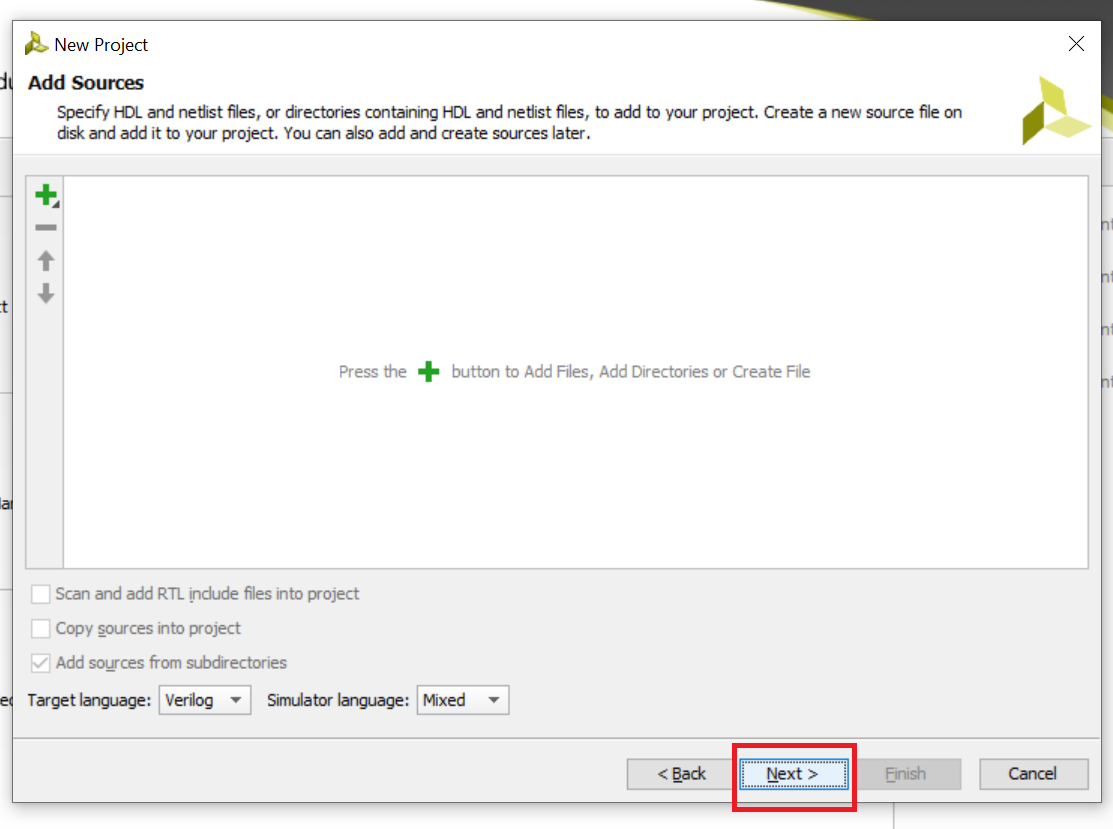 New Project
Add Sources
Specify HDL and netlist files, or directories containing HDL and netlist files, to add to your project. Create a new source file on
disk and add it to your project. You can also add and create sources later.
Press the button to Add Files, Add Directories or Create File
Scan and add RTL include files into project
Copy sources into project
Add sources from subdirectories
Target language: Verilog Simulator language: Mixed
< Back Next > Finish Cancel